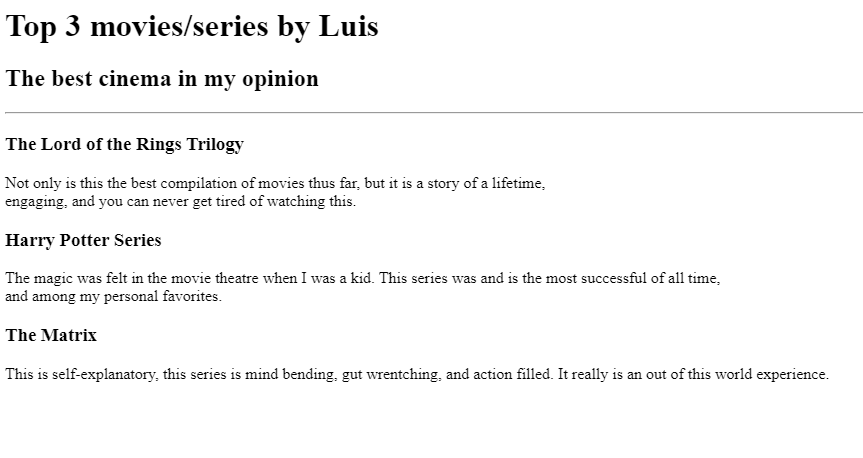 Top 3 movies/series by Luis
The best cinema in my opinion
The Lord of the Rings Trilogy
Not only is this the best compilation of movies thus far, but it is a story of a lifetime,
engaging, and you can never get tired of watching this.
Harry Potter Series
The magic was felt in the movie theatre when I was a kid. This series was and is the most successful of all time,
and among my personal favorites.
The Matrix
This is self-explanatory, this series is mind bending, gut wrentching, and action filled. It really is an out of this world experience.